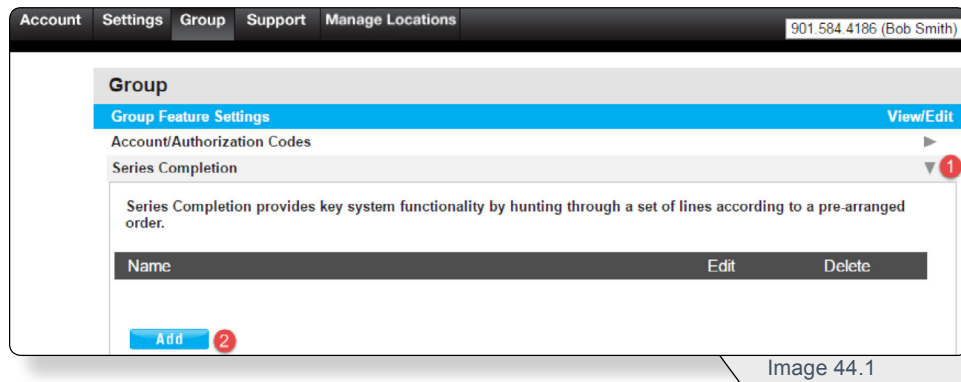 Account Settings Group Support Manage Locations
901.584.4186 (Bob Smith)
Group
Group Feature Settings View/Edit
Account/Authorization Codes
Series Completion 1
Series Completion provides key system functionality by hunting through a set of lines according to a pre-arranged
order.
Name Edit Delete
Add 2
Image 44.1